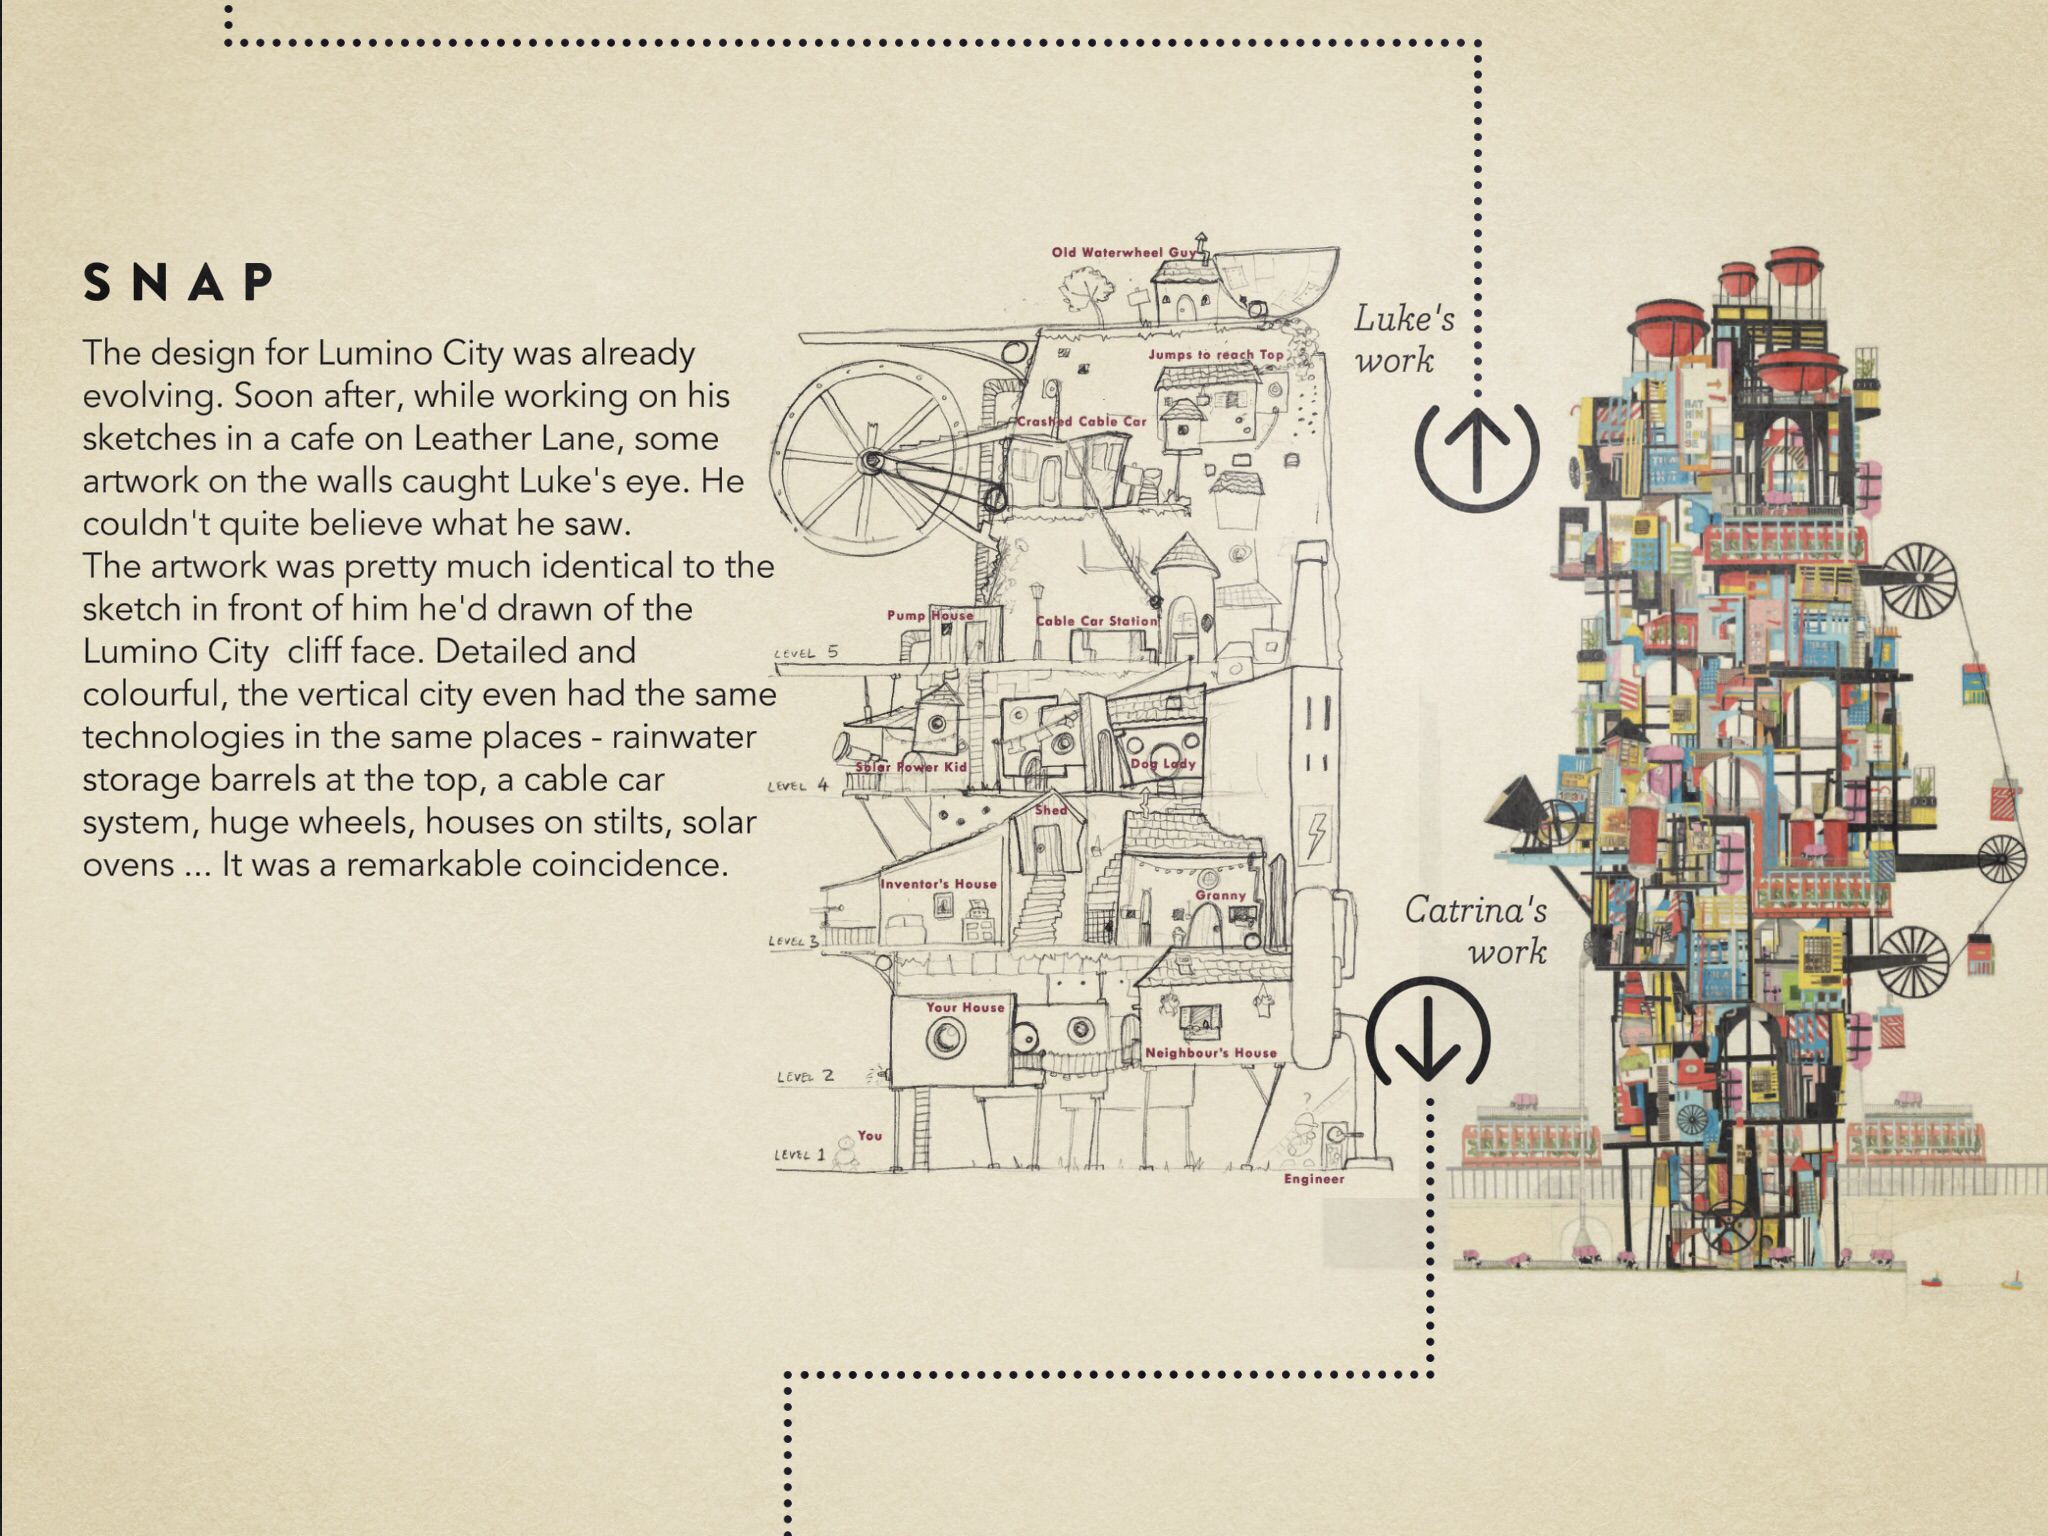 SNAP
The design for Lumino City was already
evolving. Soon after, while working on his
sketches in a cafe on Leather Lane, some
artwork on the walls caught Luke's eye. He
couldn't quite believe what he saw.
The artwork was pretty much identical to the
sketch in front of him he'd drawn of the
Lumino City  cliff face. Detailed and
colourful, the vertical city even had the same
technologies in the same places - rainwater
storage barrels at the top, a cable car
system, huge wheels, houses on stilts, solar
ovens ... It was a remarkable coincidence.
Old Waterwheel Guy
Jumps to reach Top
Crashed Cable Car
Pump House
Cable Car Station
LEVEL 5
Solar Power Kid
Dog Lady
LEVEL 4
Shed
Inventor's House
Granny
LEVEL 3
Your House
Neighbour's House
LEVEL 2
You
LEVEL 1
Engineer
Luke's
work
Catrina's
work